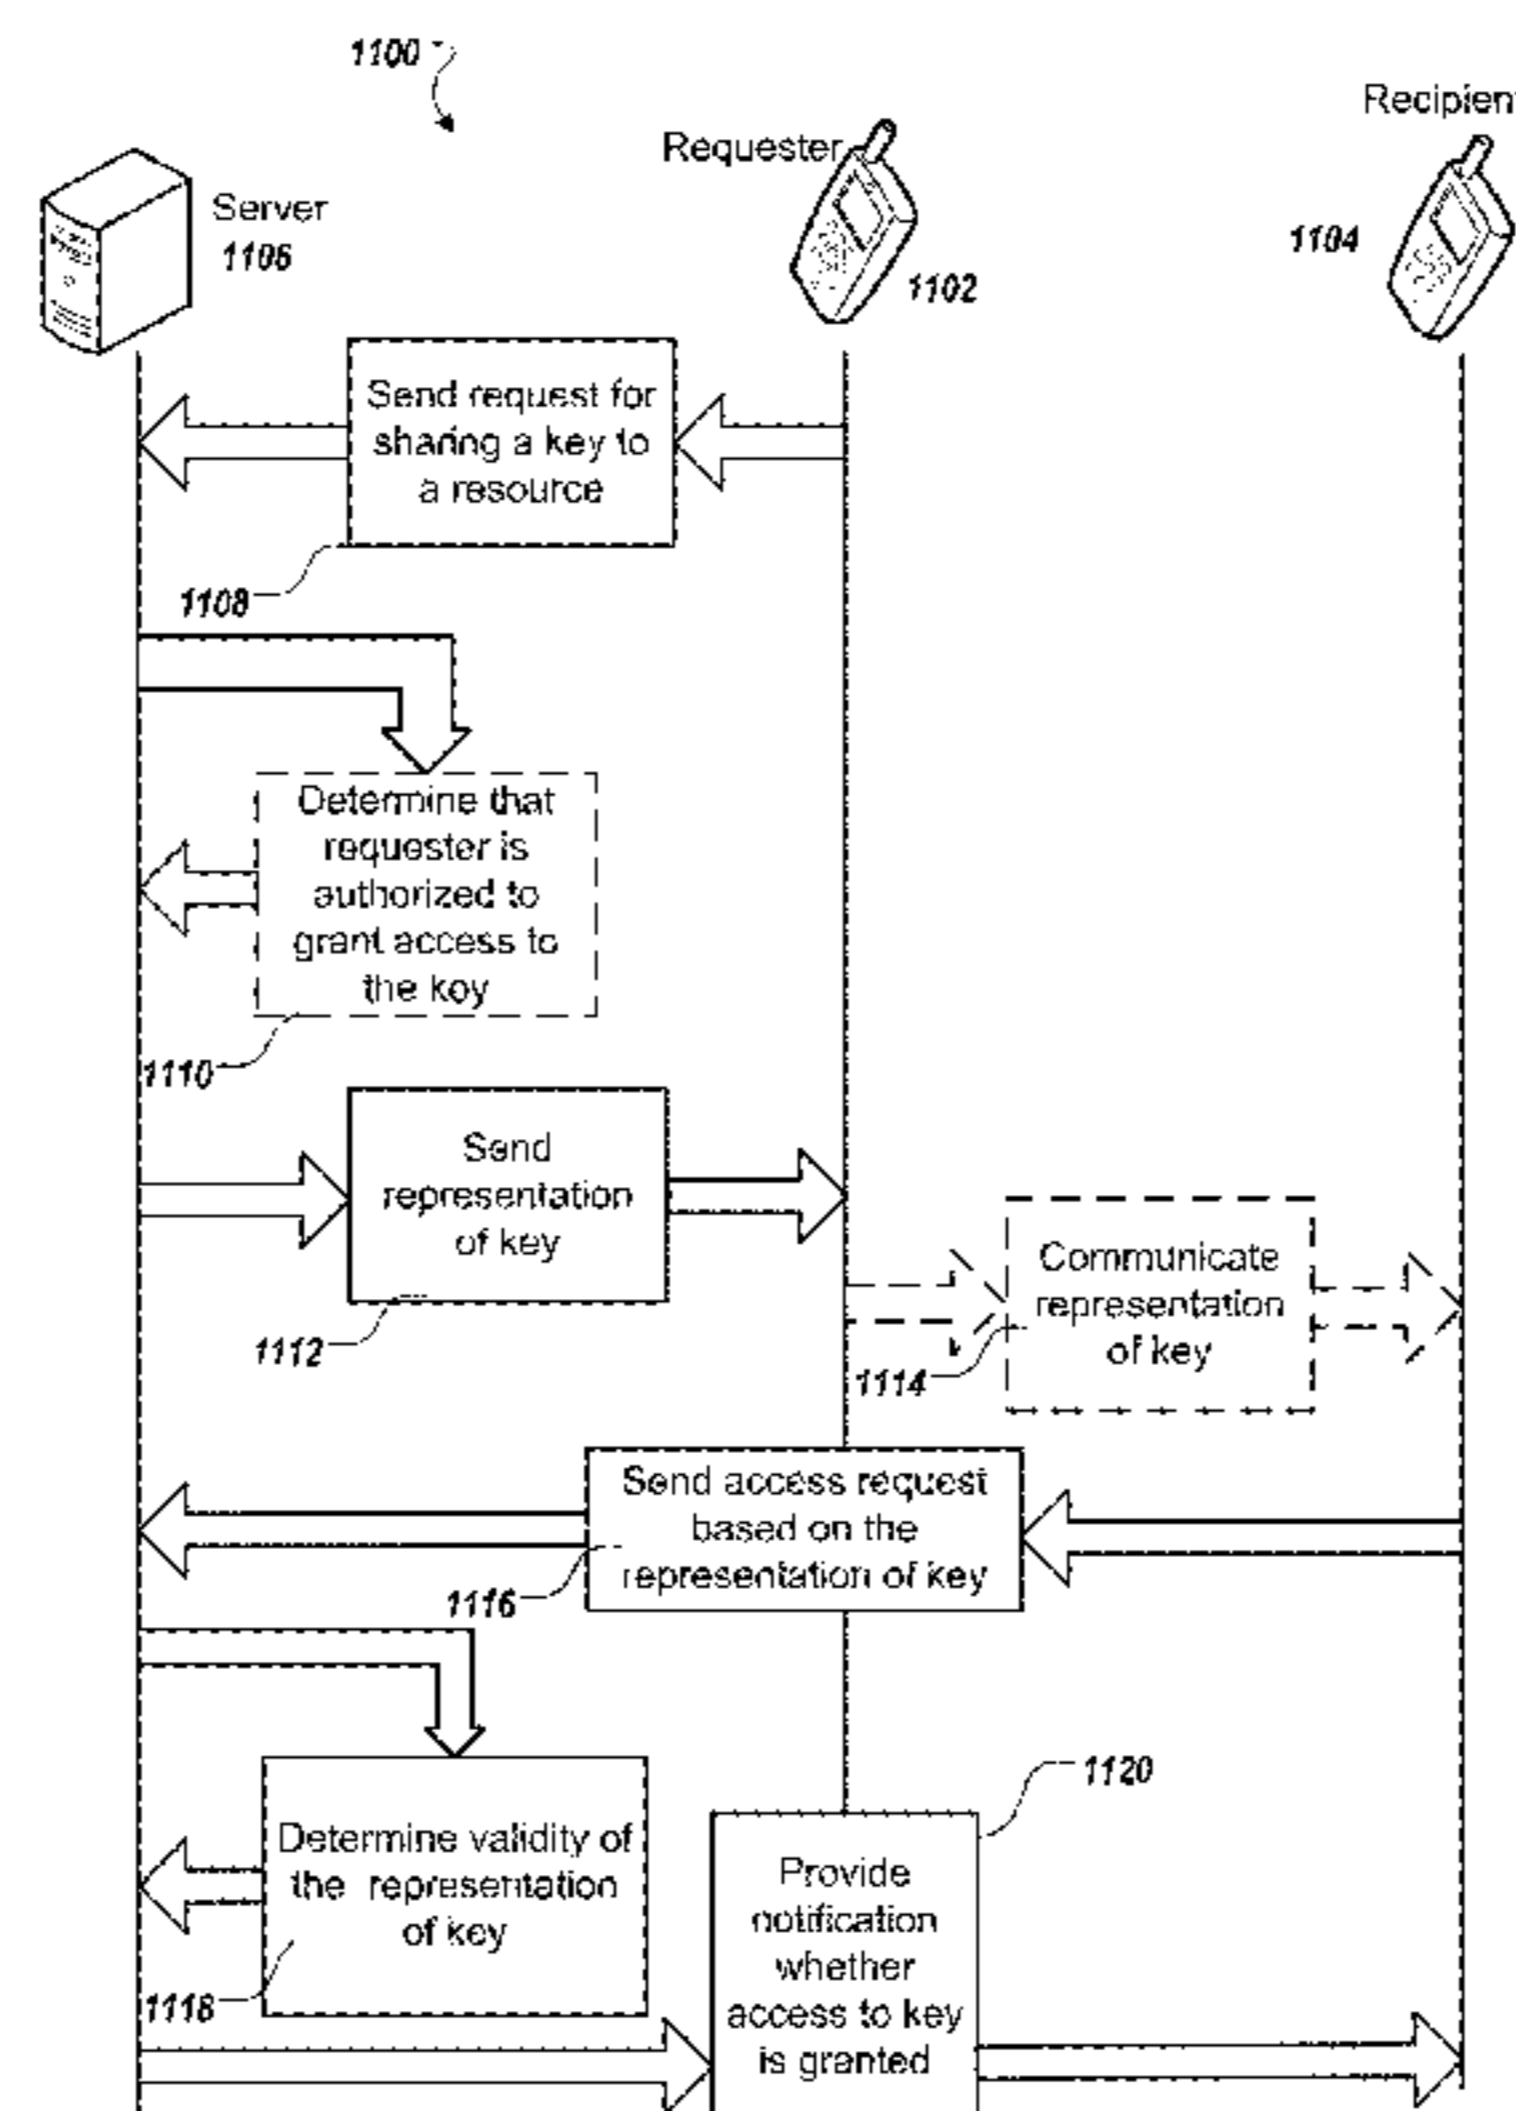 1100
Recipient
Requester
Server
1106
1104
1102
Send request for
sharing a key to
a resource
1108
Determine that
requester is
authorized to
grant access to
the key
1110
Send
representation
of key
1112
Communicate
representation
of key
1114
Send access request
based on the
representation of key
1116
1120
Determine validity of
the representation
of key
1118
Provide
notification
whether
access to key
is granted